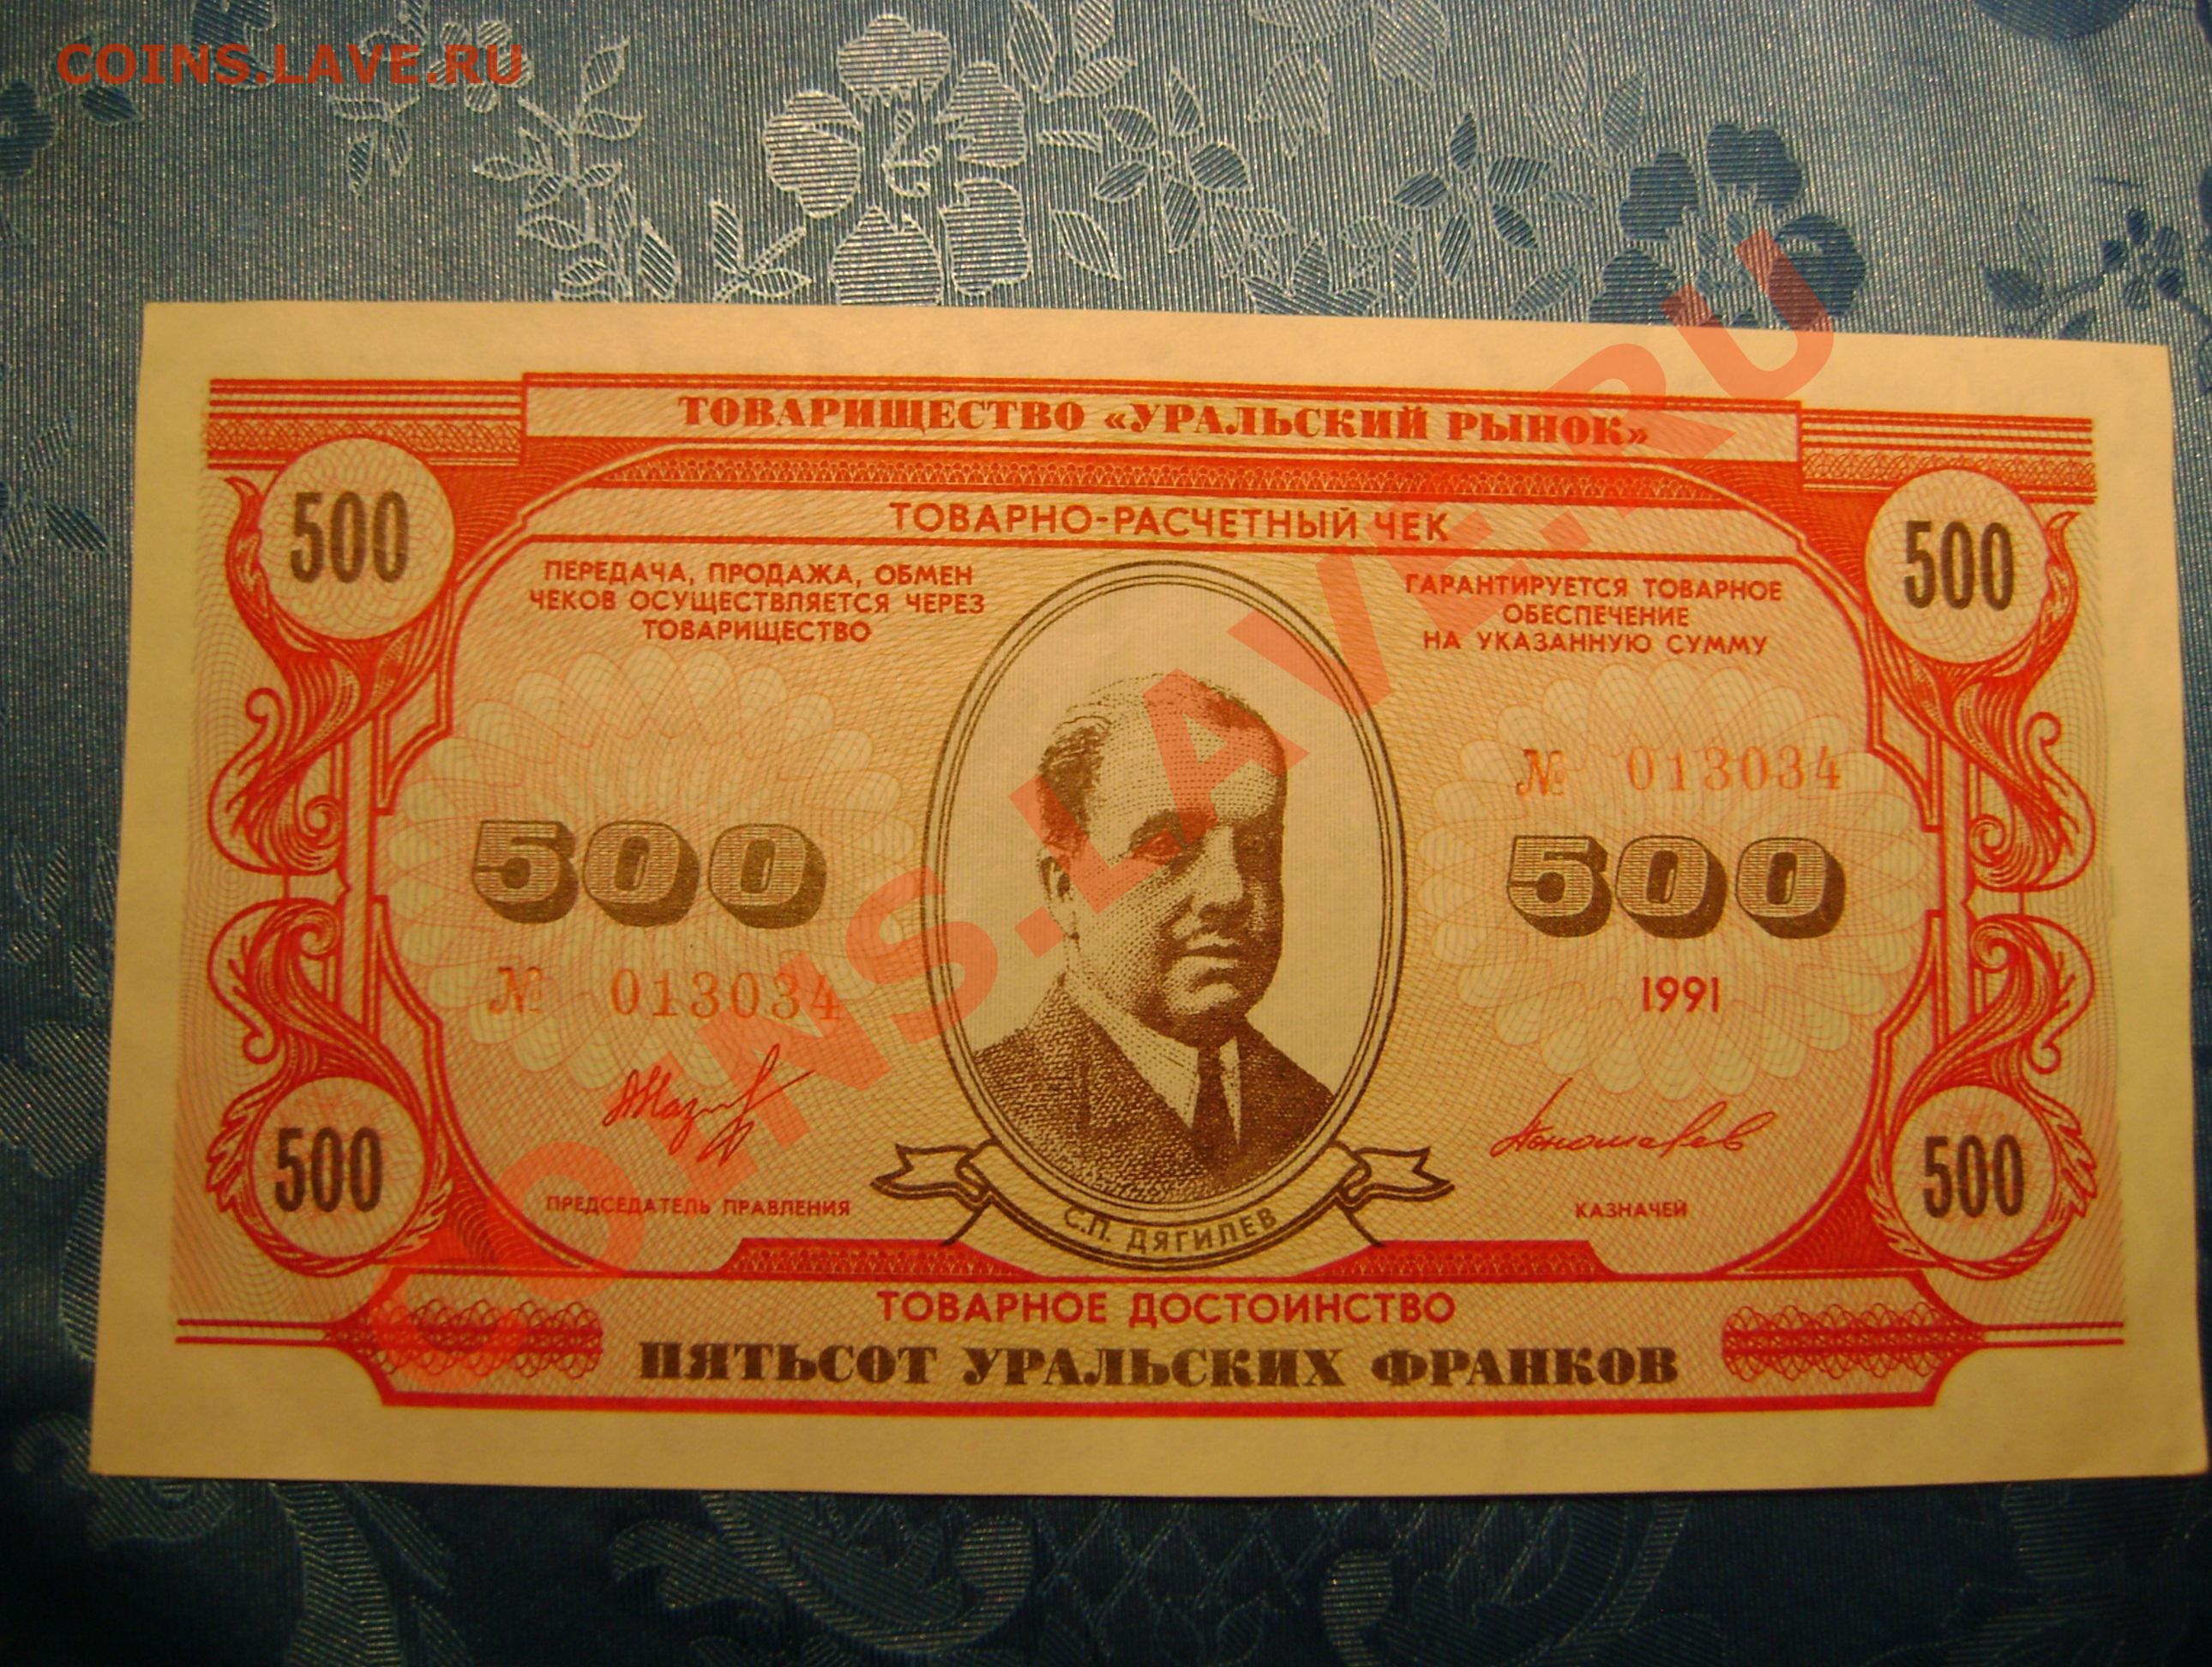 COINS.LAVE.RU
ТОВАРИЩЕСТВО «УРАЛЬСКИЙ РЫНОК»
ТОВАРНО-РАСЧЕТНЫЙ ЧЕК
500
500
ПЕРЕДАЧА, ПРОДАЖА, ОБМЕН
ЧЕКОВ ОСУЩЕСТВЛЯЕТСЯ ЧЕРЕЗ
ТОВАРИЩЕСТВО
ГАРАНТИРУЕТСЯ ТОВАРНОЕ
ОБЕСПЕЧЕНИЕ
НА УКАЗАННУЮ СУММУ
№ 013034
500
500
№ 013034
1991
Пономарев
ПРЕДСЕДАТЕЛЬ ПРАВЛЕНИЯ
КАЗНАЧЕЙ
500
500
С.П. ДЯГИЛЕВ
ТОВАРНОЕ ДОСТОИНСТВО
ПЯТЬСОТ УРАЛЬСКИХ ФРАНКОВ
COINS.LAVE.RU